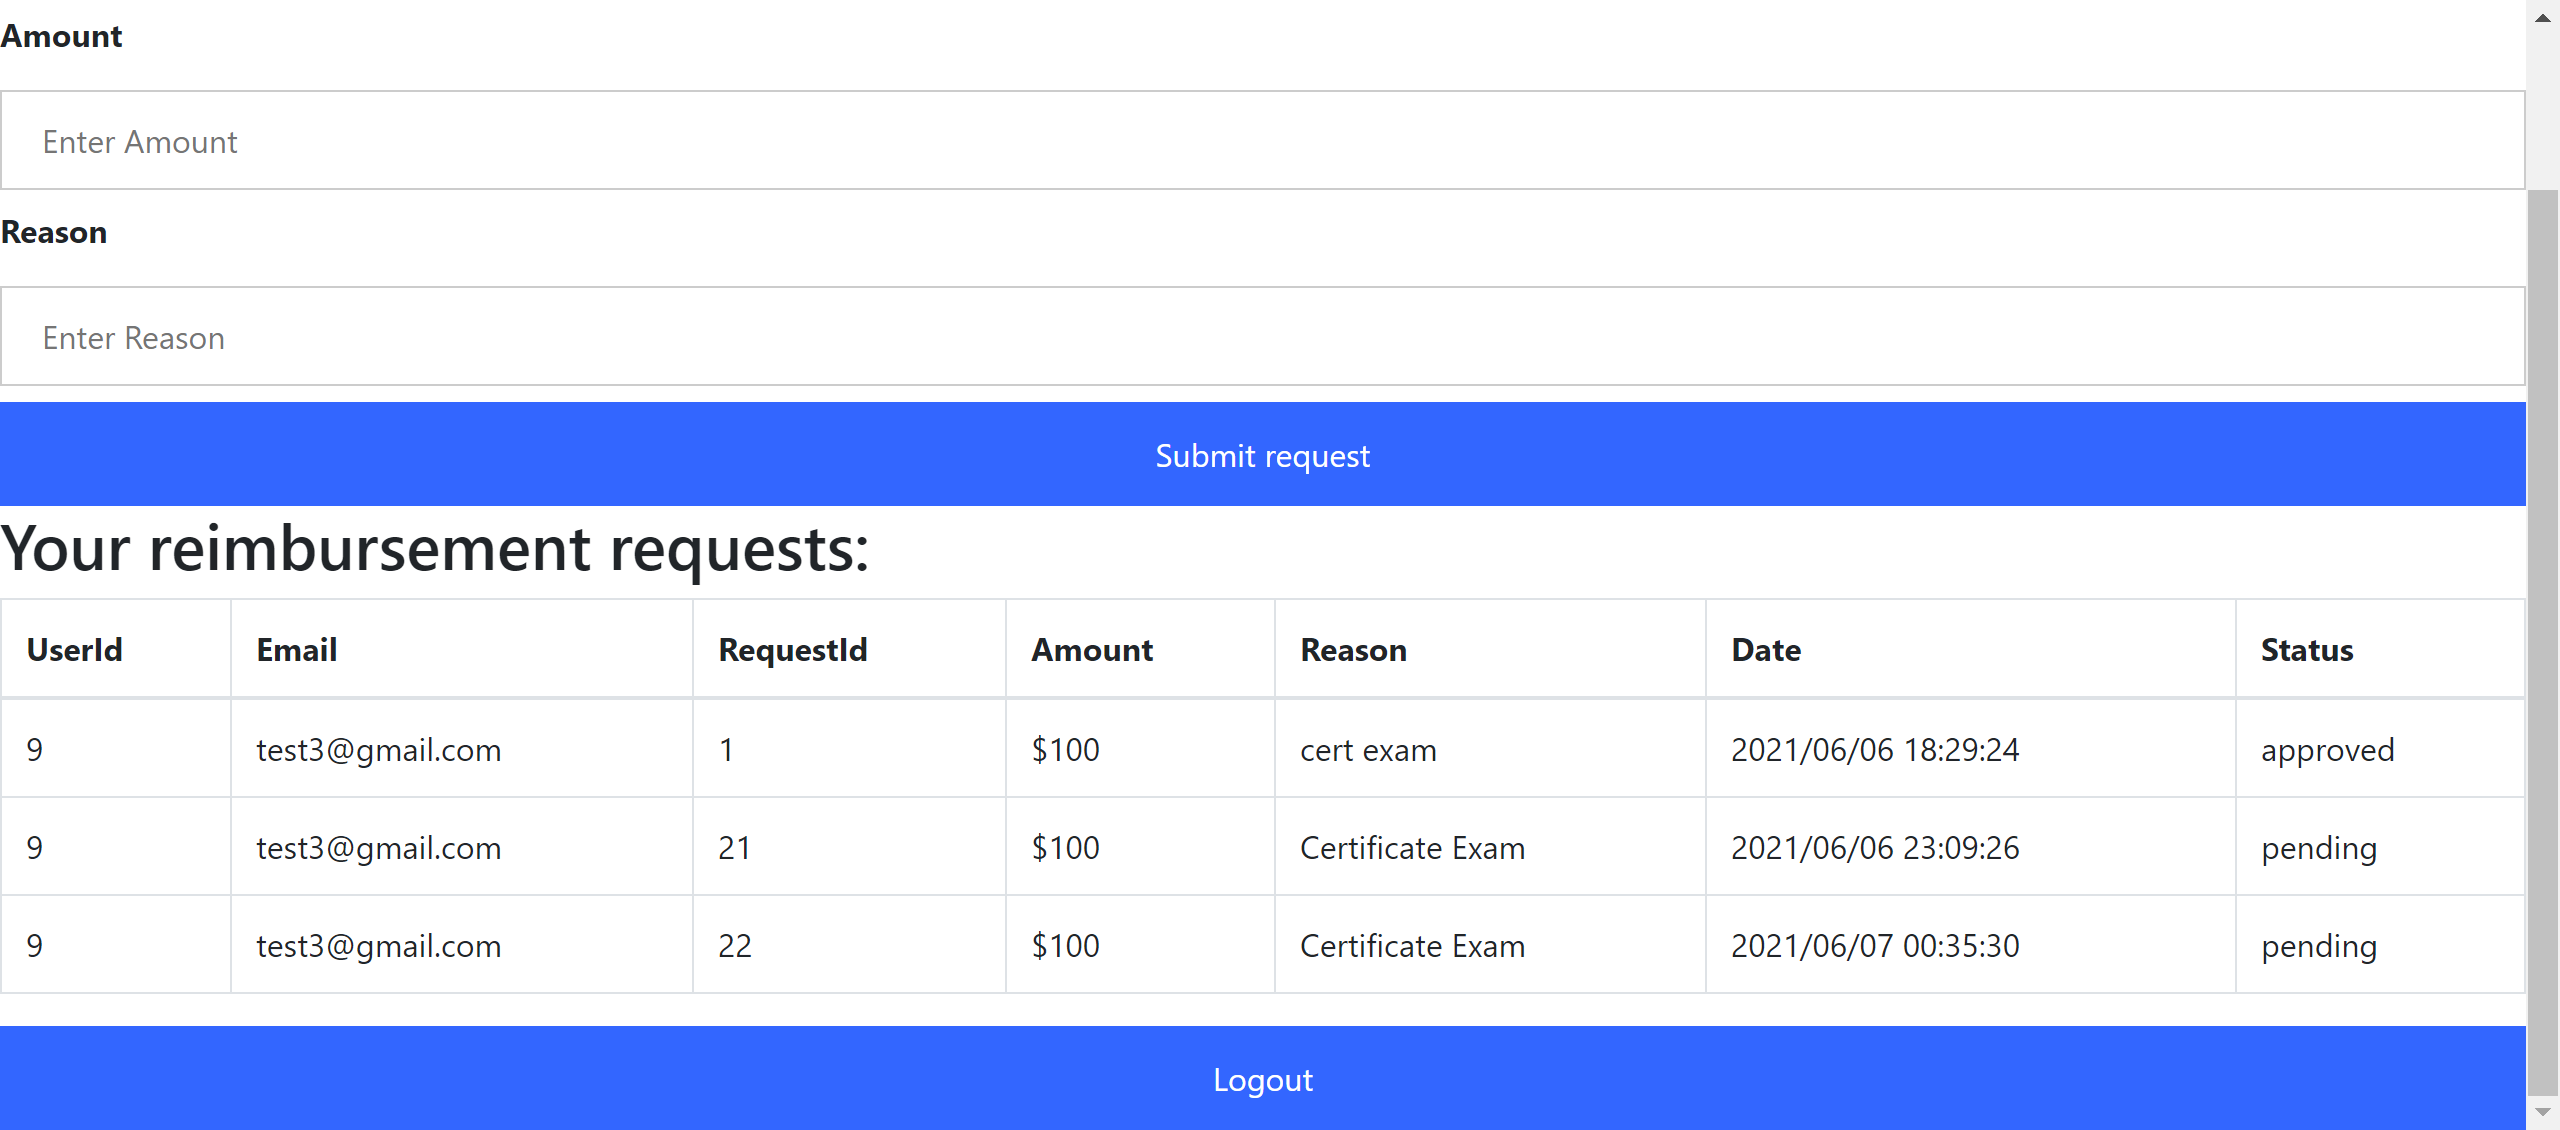 Amount
Enter Amount
Reason
Enter Reason
Submit request
Your reimbursement requests:
UserId Email RequestId Amount Reason Date Status
9 test3@gmail.com 1 $100 cert exam 2021/06/06 18:29:24 approved
9 test3@gmail.com 21 $100 Certificate Exam 2021/06/06 23:09:26 pending
9 test3@gmail.com 22 $100 Certificate Exam 2021/06/07 00:35:30 pending
Logout